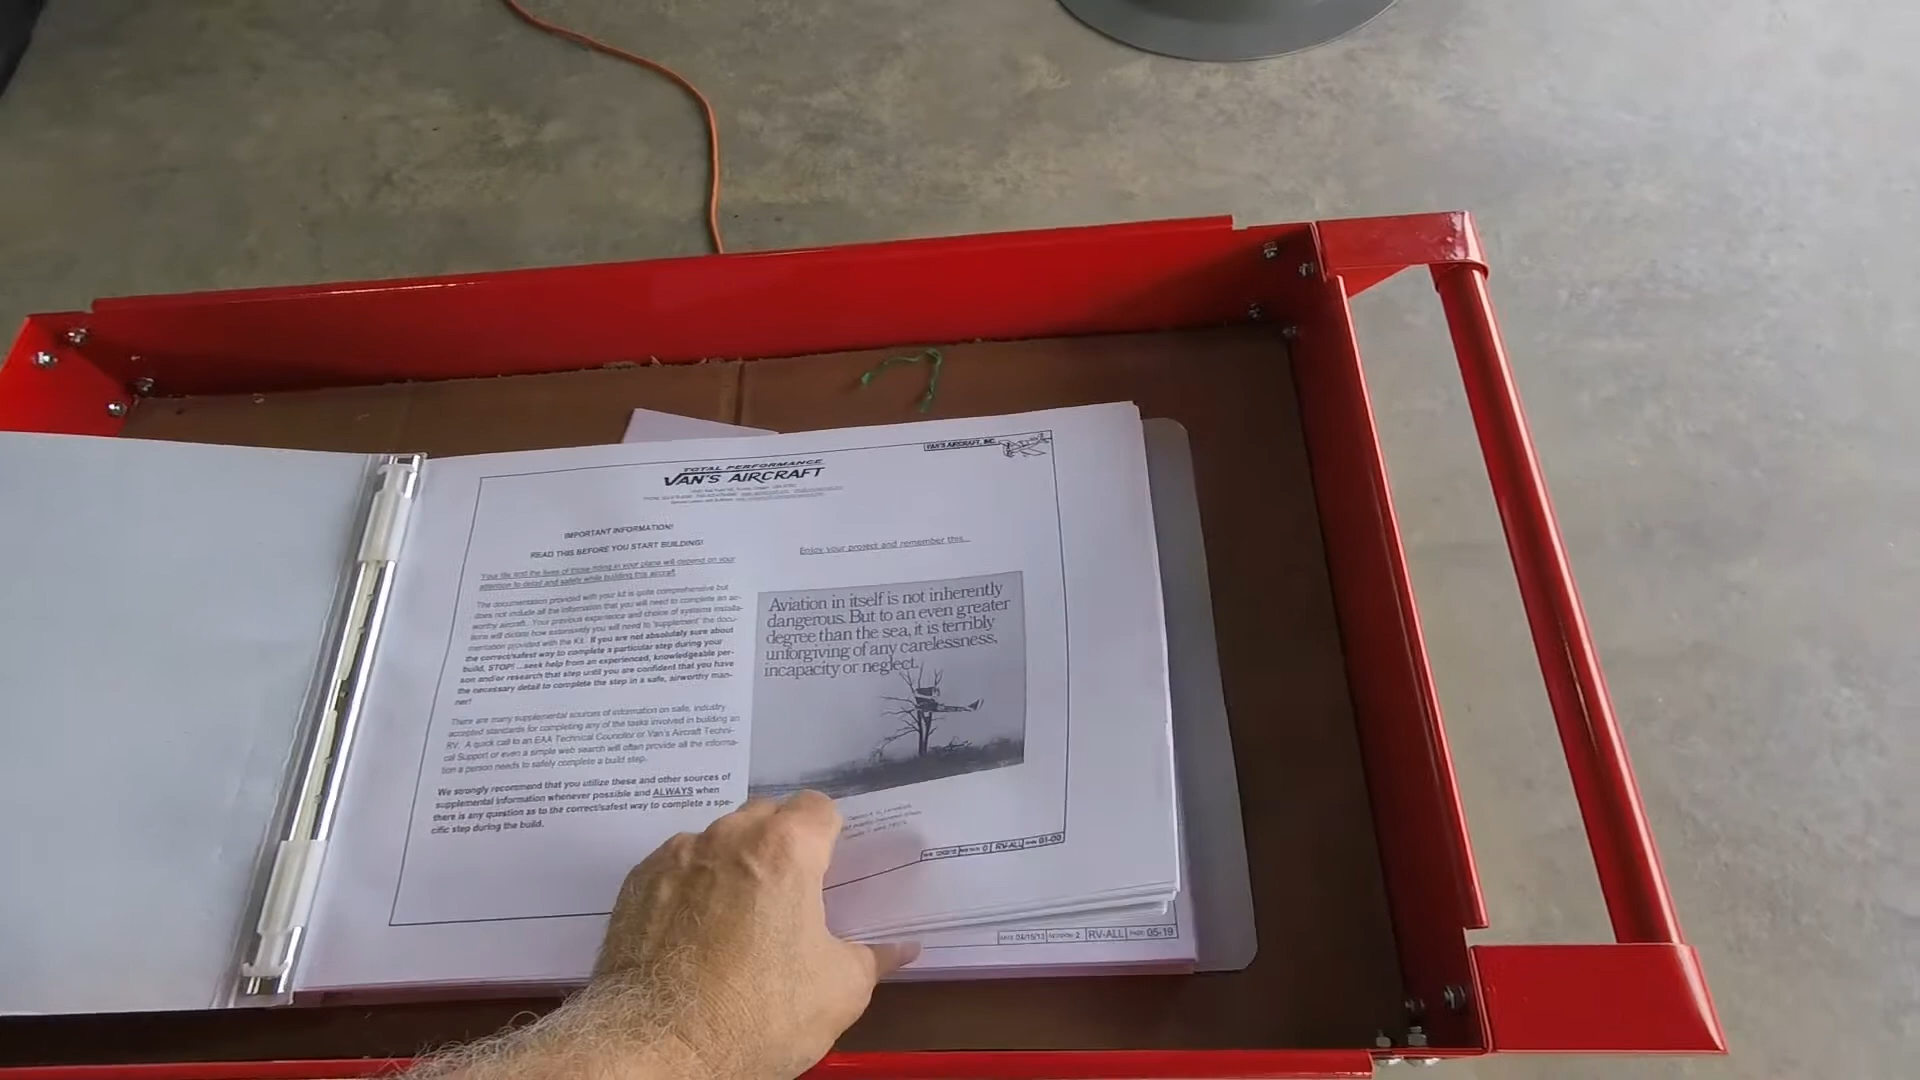 VAN'S AIRCRAFT, INC.
TOTAL PERFORMANCE
VAN'S AIRCRAFT
IMPORTANT INFORMATION!
READ THIS BEFORE YOU START BUILDING!
Your life and the lives of those riding in your plane will depend on your
attention to detail and safety while building this aircraft.
The documentation provided with your kit is quite comprehensive but
does not include all the information that you will need to complete an air-
worthy aircraft. Your previous experience and choice of systems installa-
tions will dictate how extensively you will need to 'supplement' the docu-
mentation provided with the Kit. If you are not absolutely sure about
the correct/safest way to complete a particular step during your
build, STOP! ...seek help from an experienced, knowledgeable per-
son and/or research that step until you are confident that you have
the necessary detail to complete the step in a safe, airworthy man-
ner!
There are many supplemental sources of information on safe, industry
accepted standards for completing any of the tasks involved in building an
RV. A quick call to an EAA Technical Councilor or Van's Aircraft Techni-
cal Support or even a simple web search will often provide all the informa-
tion a person needs to safely complete a build step.
We strongly recommend that you utilize these and other sources of
supplemental information whenever possible and ALWAYS when
there is any question as to the correct/safest way to complete a spe-
cific step during the build.
Enjoy your project and remember this...
Aviation in itself is not inherently
dangerous. But to an even greater
degree than the sea, it is terribly
unforgiving of any carelessness,
incapacity or neglect.
0 RV-ALL 01-00
DATE: 04/15/13 REVISION: 2 RV-ALL PAGE: 05-19